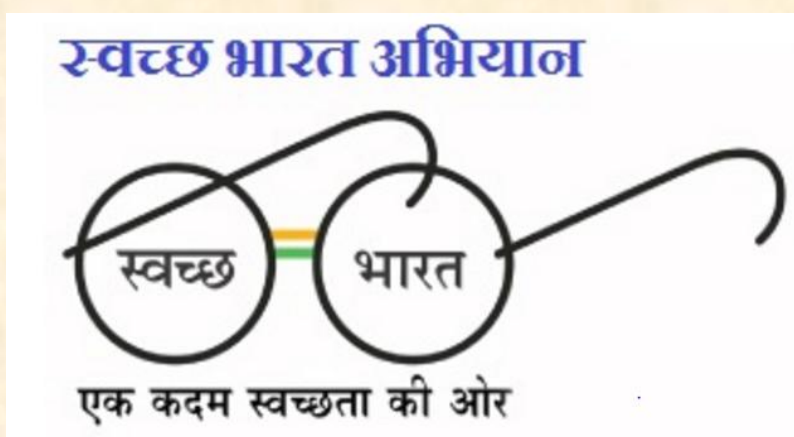 स्वच्छ भारत अभियान
स्वच्छ भारत
एक कदम स्वच्छता की ओर